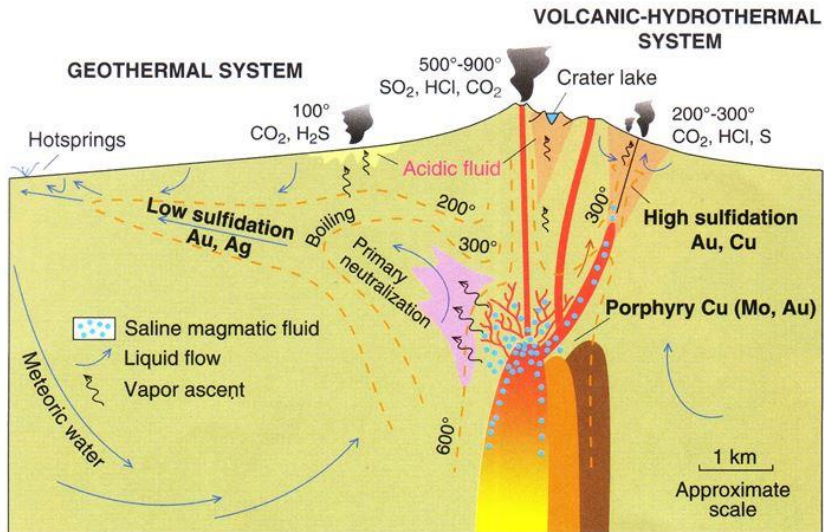 VOLCANIC-HYDROTHERMAL
SYSTEM
GEOTHERMAL SYSTEM
500°-900°
SO₂, HCl, CO₂
Crater lake
100°
CO₂, H₂S
200°-300°
CO₂, HCl, S
Hotsprings
Acidic fluid
Low sulfidation
Au, Ag
Boiling
200°
300°
300°
High sulfidation
Au, Cu
Primary
neutralization
Porphyry Cu (Mo, Au)
Saline magmatic fluid
Liquid flow
Vapor ascent
Meteoric water
600°
1 km
Approximate
scale